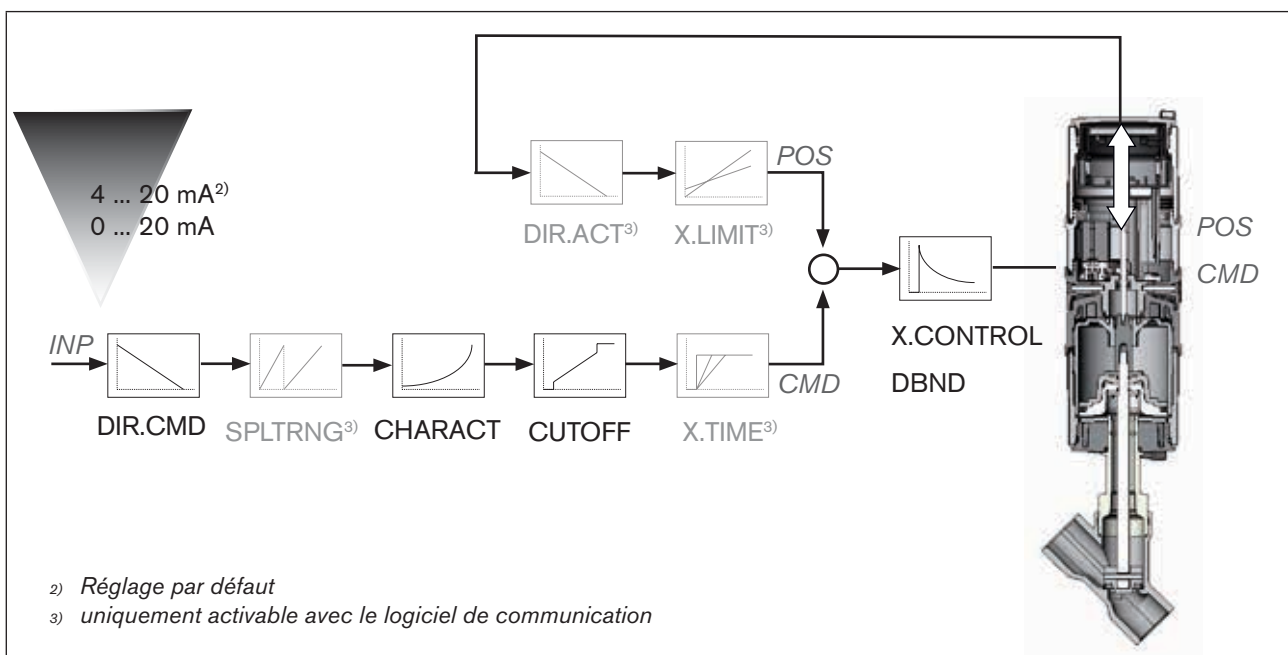 4 ... 20 mA2)
0 ... 20 mA
DIR.ACT3)
X.LIMIT3)
POS
POS
CMD
X.CONTROL
DBND
INP
DIR.CMD
SPLTRNG3)
CHARACT
CUTOFF
X.TIME3)
CMD
2) Réglage par défaut
3) uniquement activable avec le logiciel de communication